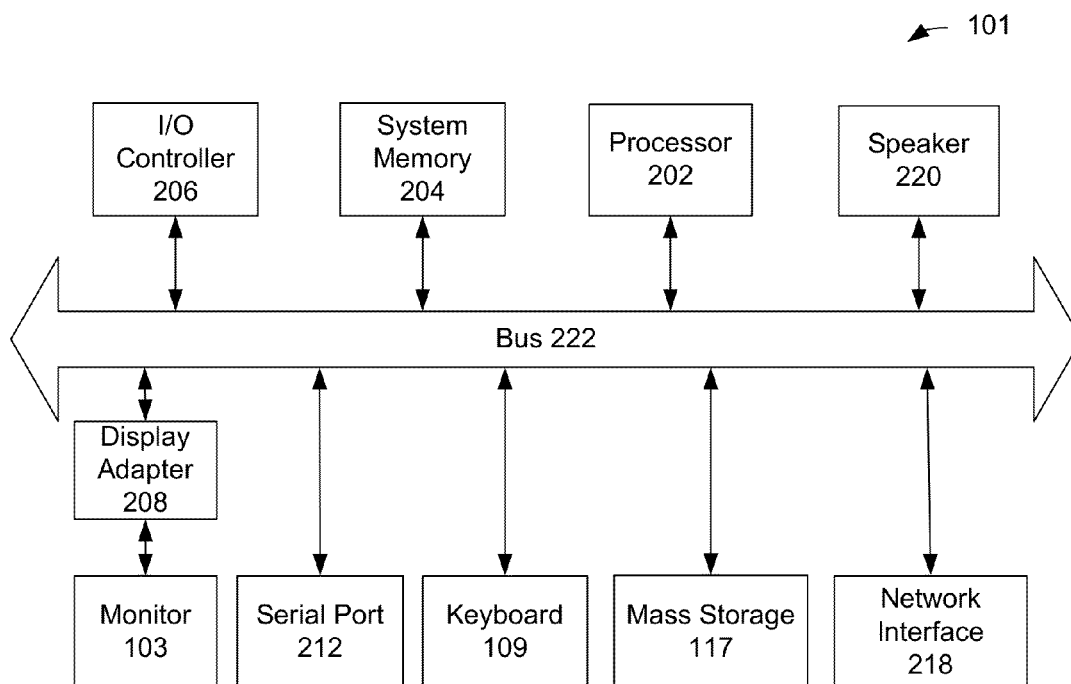 101
I/O
Controller
206
System
Memory
204
Processor
202
Speaker
220
Bus 222
Display
Adapter
208
Monitor
103
Serial Port
212
Keyboard
109
Mass Storage
117
Network
Interface
218